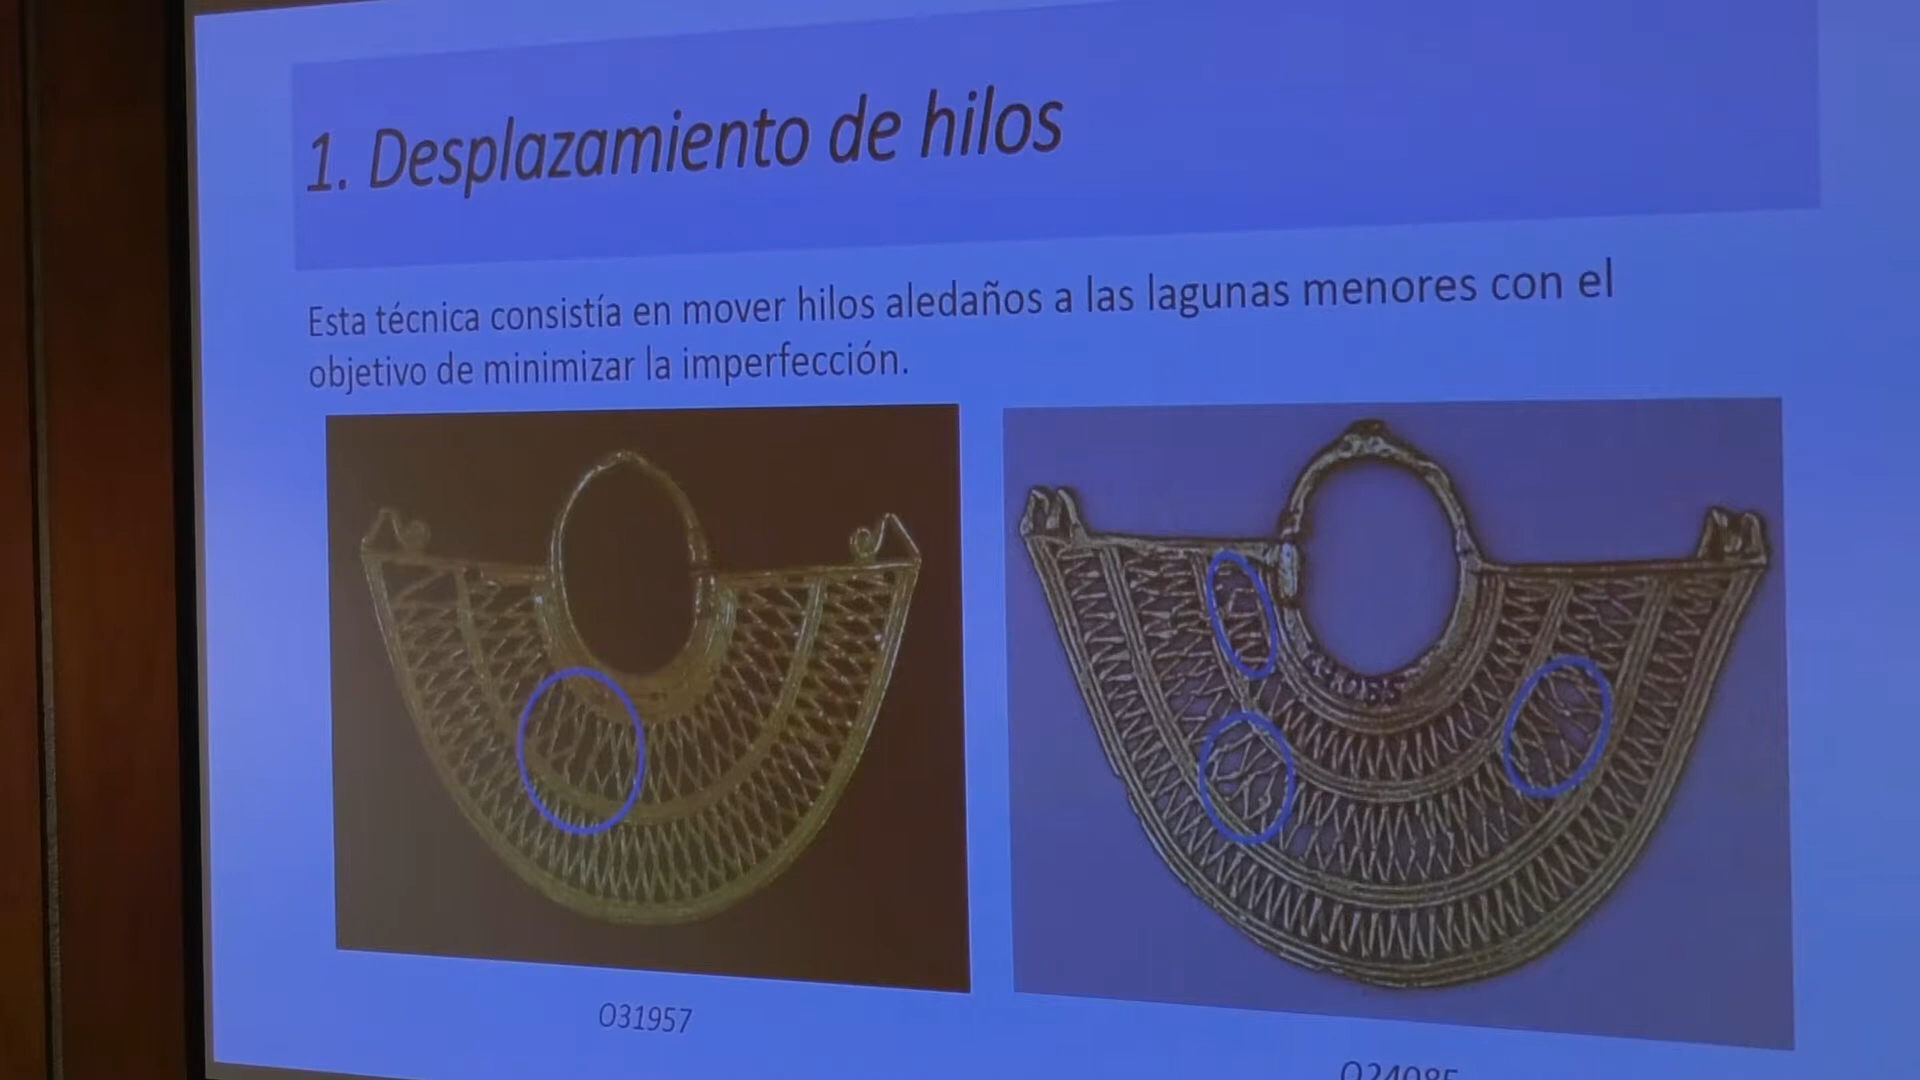 1. Desplazamiento de hilos
Esta técnica consistía en mover hilos aledaños a las lagunas menores con el
objetivo de minimizar la imperfección.
O31957